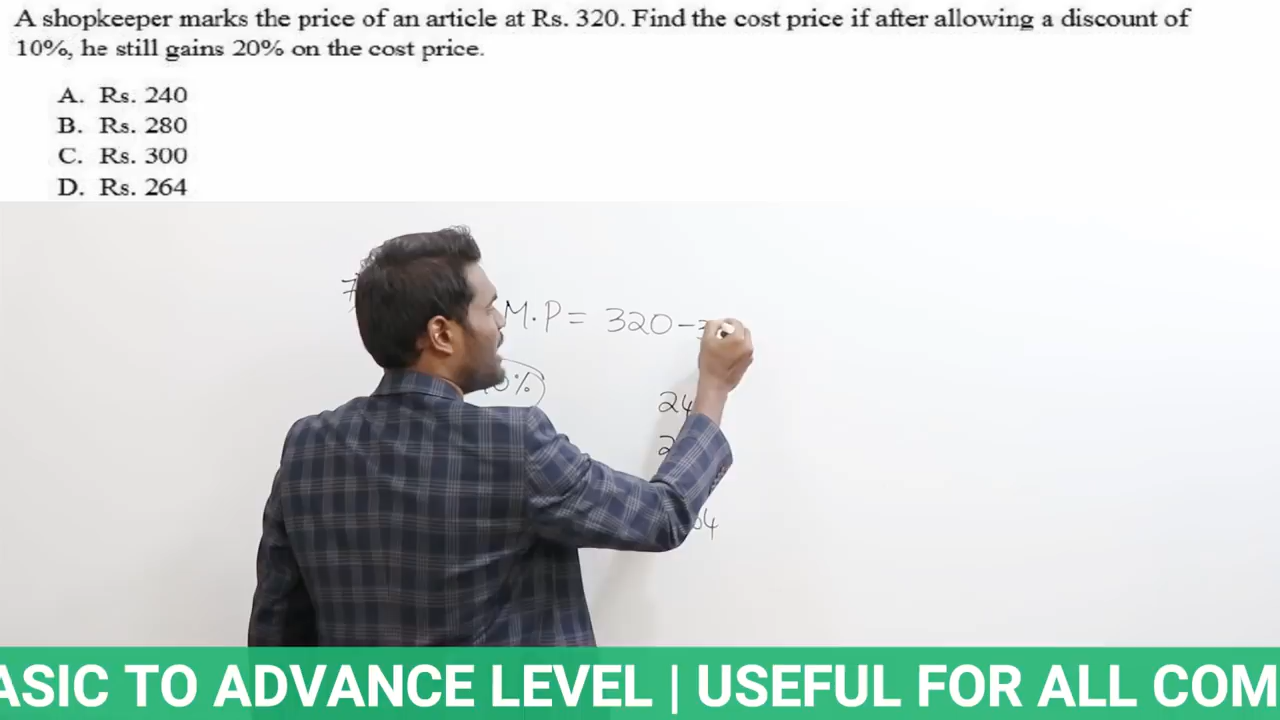 A shopkeeper marks the price of an article at Rs. 320. Find the cost price if after allowing a discount of
10%, he still gains 20% on the cost price.
A. Rs. 240
B. Rs. 280
C. Rs. 300
D. Rs. 264
M.P = 320 -
ASIC TO ADVANCE LEVEL | USEFUL FOR ALL COM